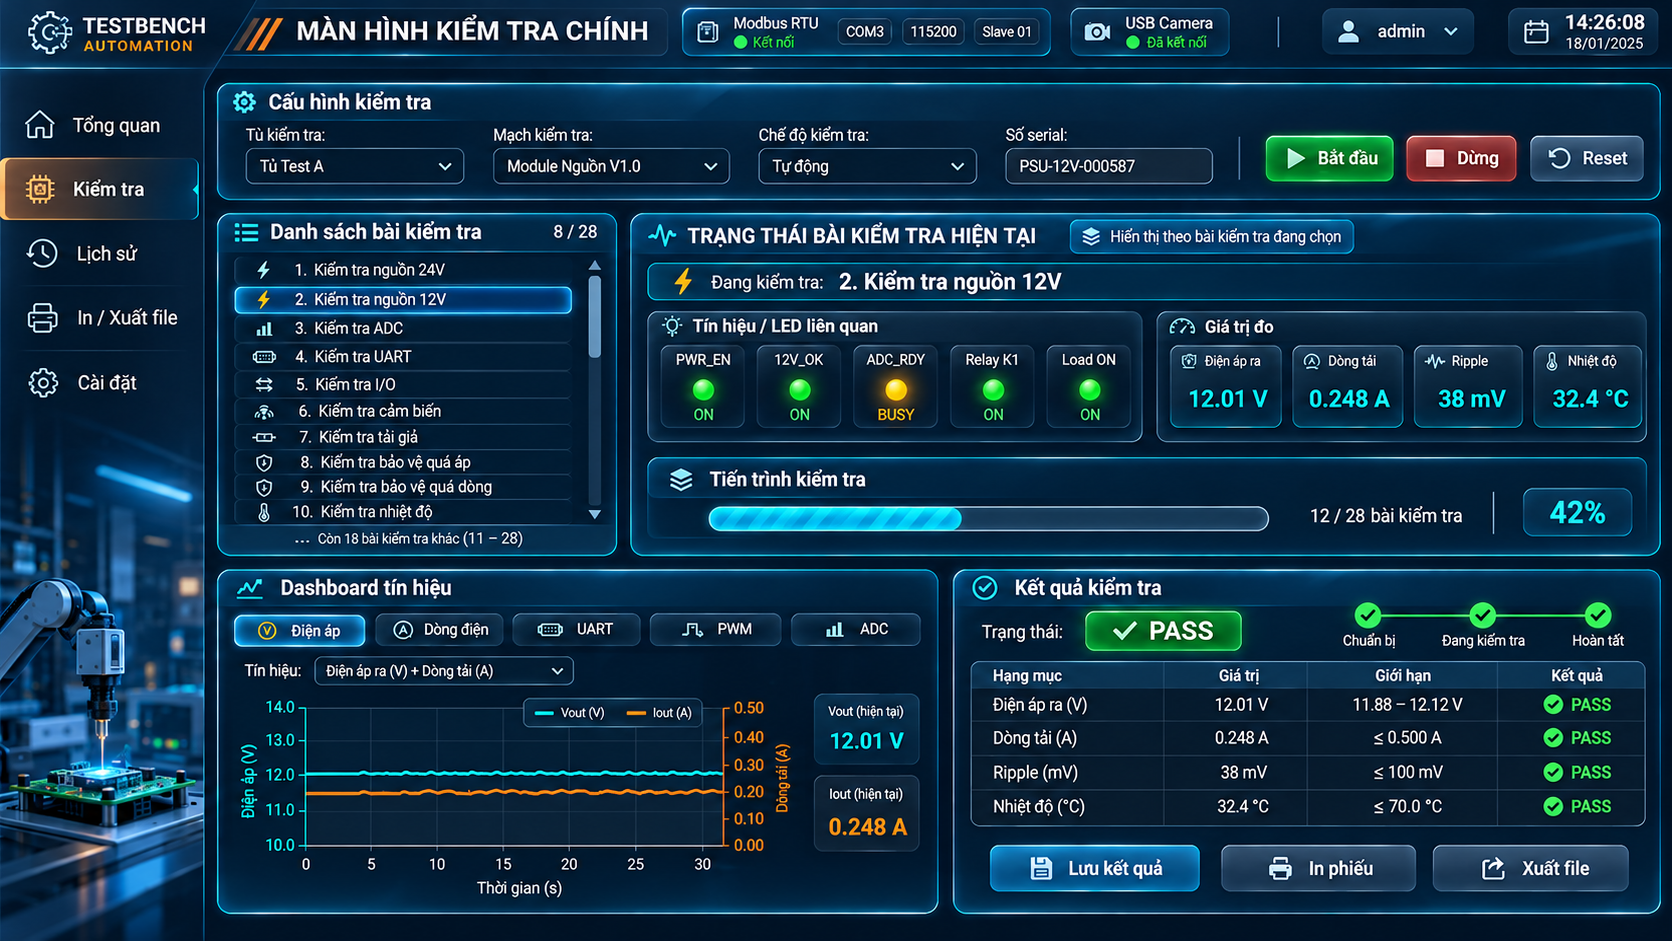 TESTBENCH
AUTOMATION
MÀN HÌNH KIỂM TRA CHÍNH
Modbus RTU
Kết nối
COM3
115200
Slave 01
USB Camera
Đã kết nối
admin
14:26:08
18/01/2025
Tổng quan
Kiểm tra
Lịch sử
In / Xuất file
Cài đặt
Cấu hình kiểm tra
Tủ kiểm tra:
Tủ Test A
Mạch kiểm tra:
Module Nguồn V1.0
Chế độ kiểm tra:
Tự động
Số serial:
PSU-12V-000587
Bắt đầu
Dừng
Reset
Danh sách bài kiểm tra
8 / 28
1. Kiểm tra nguồn 24V
2. Kiểm tra nguồn 12V
3. Kiểm tra ADC
4. Kiểm tra UART
5. Kiểm tra I/O
6. Kiểm tra cảm biến
7. Kiểm tra tải giả
8. Kiểm tra bảo vệ quá áp
9. Kiểm tra bảo vệ quá dòng
10. Kiểm tra nhiệt độ
... Còn 18 bài kiểm tra khác (11 – 28)
TRẠNG THÁI BÀI KIỂM TRA HIỆN TẠI
Hiển thị theo bài kiểm tra đang chọn
Đang kiểm tra: 2. Kiểm tra nguồn 12V
Tín hiệu / LED liên quan
PWR_EN
ON
12V_OK
ON
ADC_RDY
BUSY
Relay K1
ON
Load ON
ON
Giá trị đo
Điện áp ra
12.01 V
Dòng tải
0.248 A
Ripple
38 mV
Nhiệt độ
32.4 °C
Tiến trình kiểm tra
12 / 28 bài kiểm tra
42%
Dashboard tín hiệu
Điện áp
Dòng điện
UART
PWM
ADC
Tín hiệu:
Điện áp ra (V) + Dòng tải (A)
Vout (V)
Iout (A)
Điện áp (V)
14.0
13.0
12.0
11.0
10.0
0.50
0.40
0.30
0.20
0.10
0.00
Dòng tải (A)
0 5 10 15 20 25 30
Thời gian (s)
Vout (hiện tại)
12.01 V
Iout (hiện tại)
0.248 A
Kết quả kiểm tra
Trạng thái:
PASS
Chuẩn bị
Đang kiểm tra
Hoàn tất
Hạng mục Giá trị Giới hạn Kết quả
Điện áp ra (V) 12.01 V 11.88 – 12.12 V PASS
Dòng tải (A) 0.248 A ≤ 0.500 A PASS
Ripple (mV) 38 mV ≤ 100 mV PASS
Nhiệt độ (°C) 32.4 °C ≤ 70.0 °C PASS
Lưu kết quả
In phiếu
Xuất file